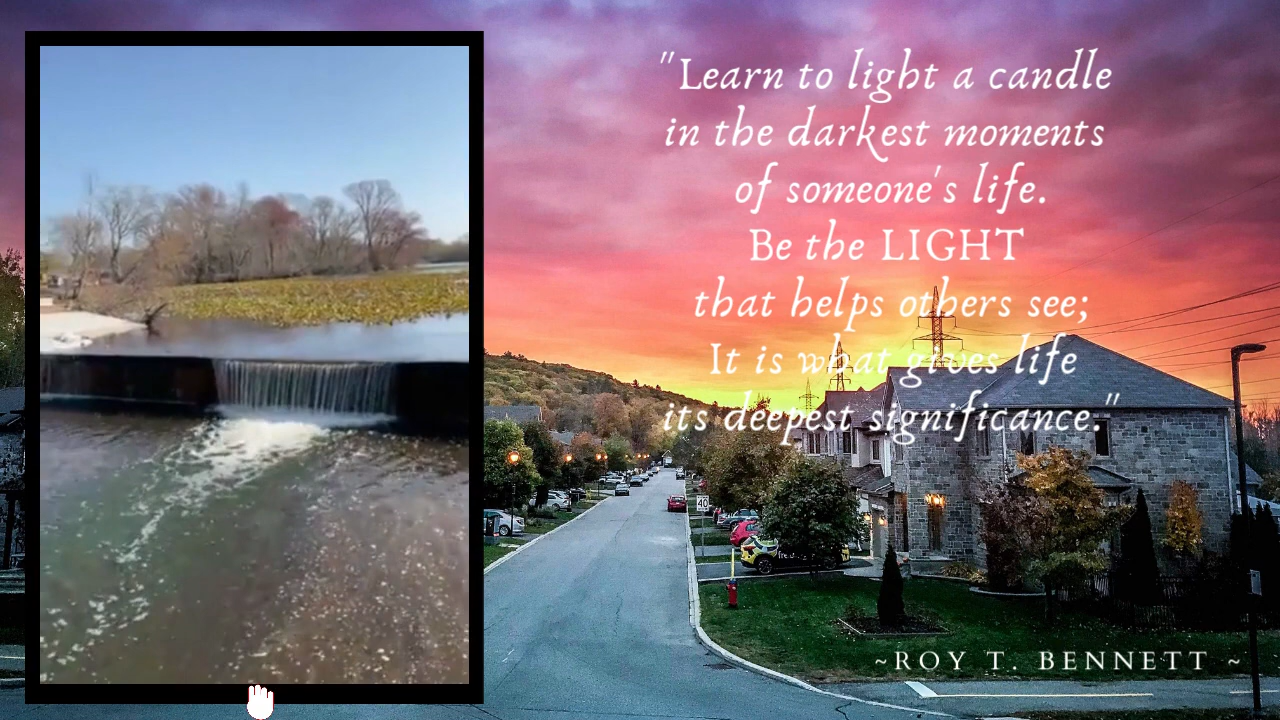 "Learn to light a candle
in the darkest moments
of someone's life.
Be the LIGHT
that helps others see;
It is what gives life
its deepest significance."
40
~ROY T. BENNETT ~